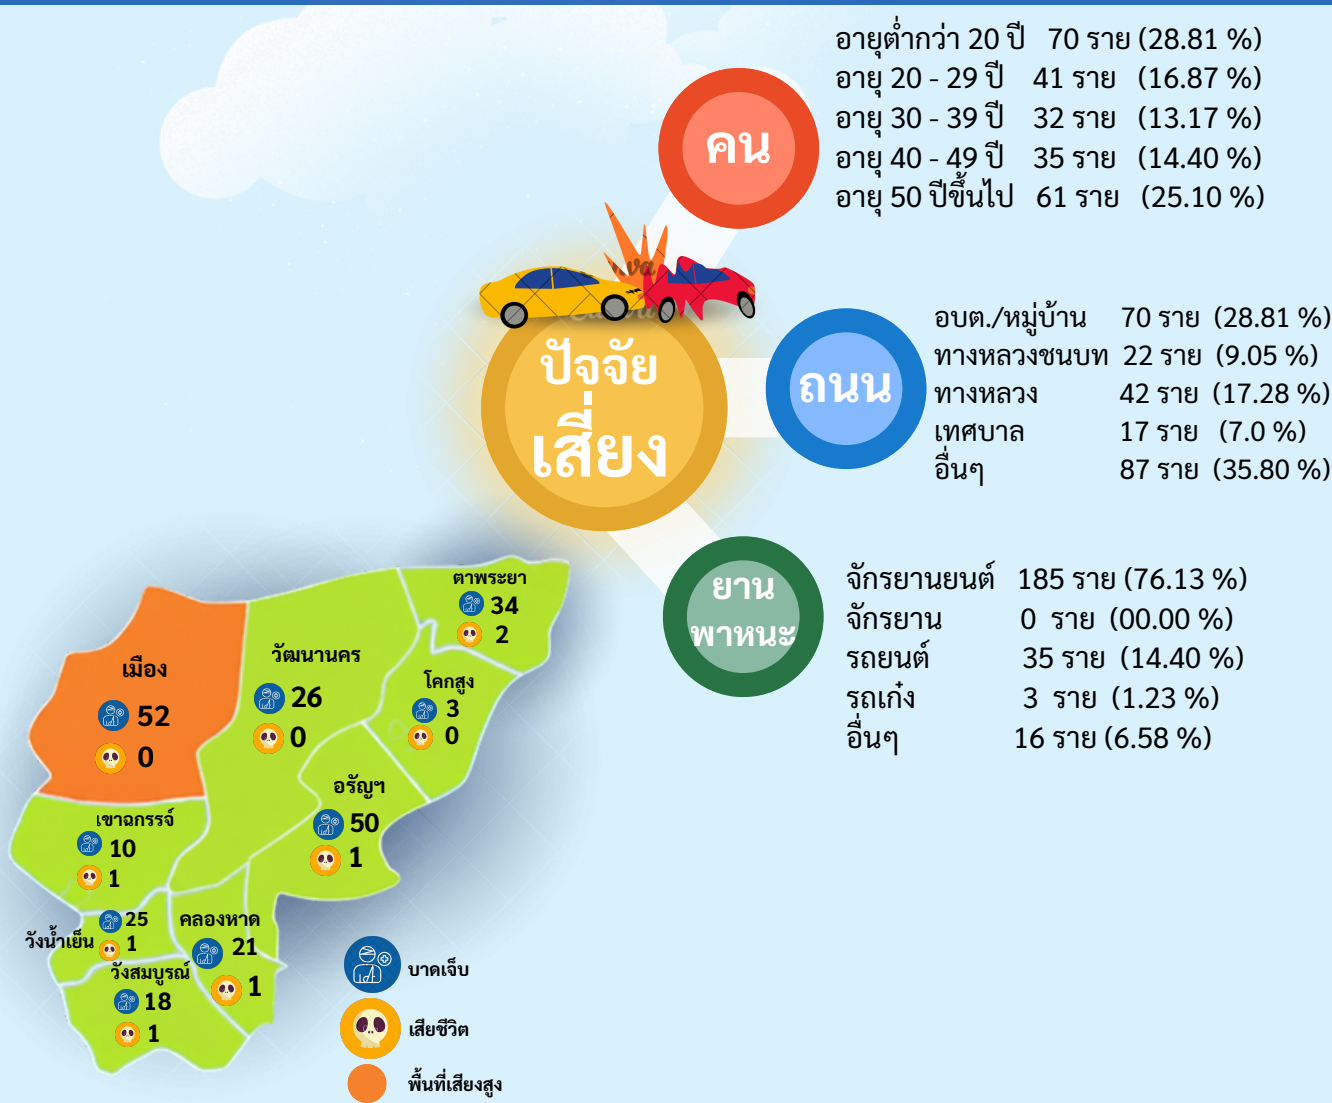 อายุต่ำกว่า 20 ปี 70 ราย (28.81 %)
อายุ 20 - 29 ปี 41 ราย (16.87 %)
อายุ 30 - 39 ปี 32 ราย (13.17 %)
อายุ 40 - 49 ปี 35 ราย (14.40 %)
อายุ 50 ปีขึ้นไป 61 ราย (25.10 %)
คน
ปัจจัย
เสี่ยง
ถนน
อบต./หมู่บ้าน 70 ราย (28.81 %)
ทางหลวงชนบท 22 ราย (9.05 %)
ทางหลวง 42 ราย (17.28 %)
เทศบาล 17 ราย (7.0 %)
อื่นๆ 87 ราย (35.80 %)
ยาน
พาหนะ
จักรยานยนต์ 185 ราย (76.13 %)
จักรยาน 0 ราย (00.00 %)
รถยนต์ 35 ราย (14.40 %)
รถเก๋ง 3 ราย (1.23 %)
อื่นๆ 16 ราย (6.58 %)
ตาพระยา
34
2
เมือง
52
0
วัฒนานคร
26
0
โคกสูง
3
0
อรัญฯ
50
1
เขาฉกรรจ์
10
1
วังน้ำเย็น
25
1
คลองหาด
21
1
วังสมบูรณ์
18
1
บาดเจ็บ
เสียชีวิต
พื้นที่เสี่ยงสูง